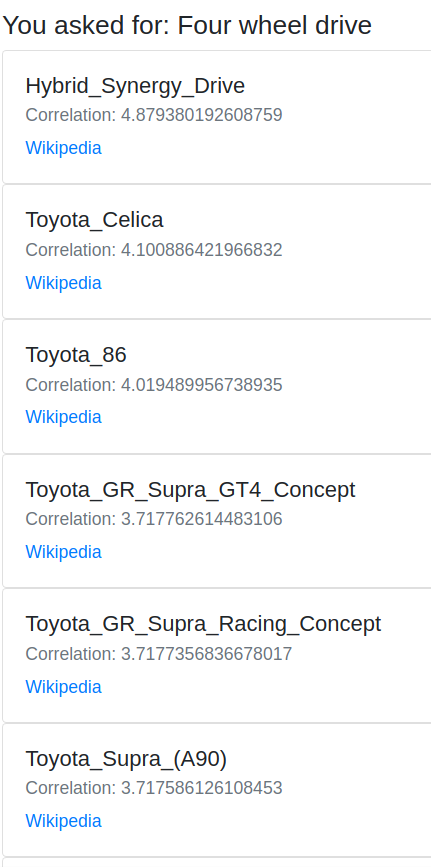 You asked for: Four wheel drive
Hybrid_Synergy_Drive
Correlation: 4.879380192608759
Wikipedia
Toyota_Celica
Correlation: 4.100886421966832
Wikipedia
Toyota_86
Correlation: 4.019489956738935
Wikipedia
Toyota_GR_Supra_GT4_Concept
Correlation: 3.717762614483106
Wikipedia
Toyota_GR_Supra_Racing_Concept
Correlation: 3.7177356836678017
Wikipedia
Toyota_Supra_(A90)
Correlation: 3.717586126108453
Wikipedia